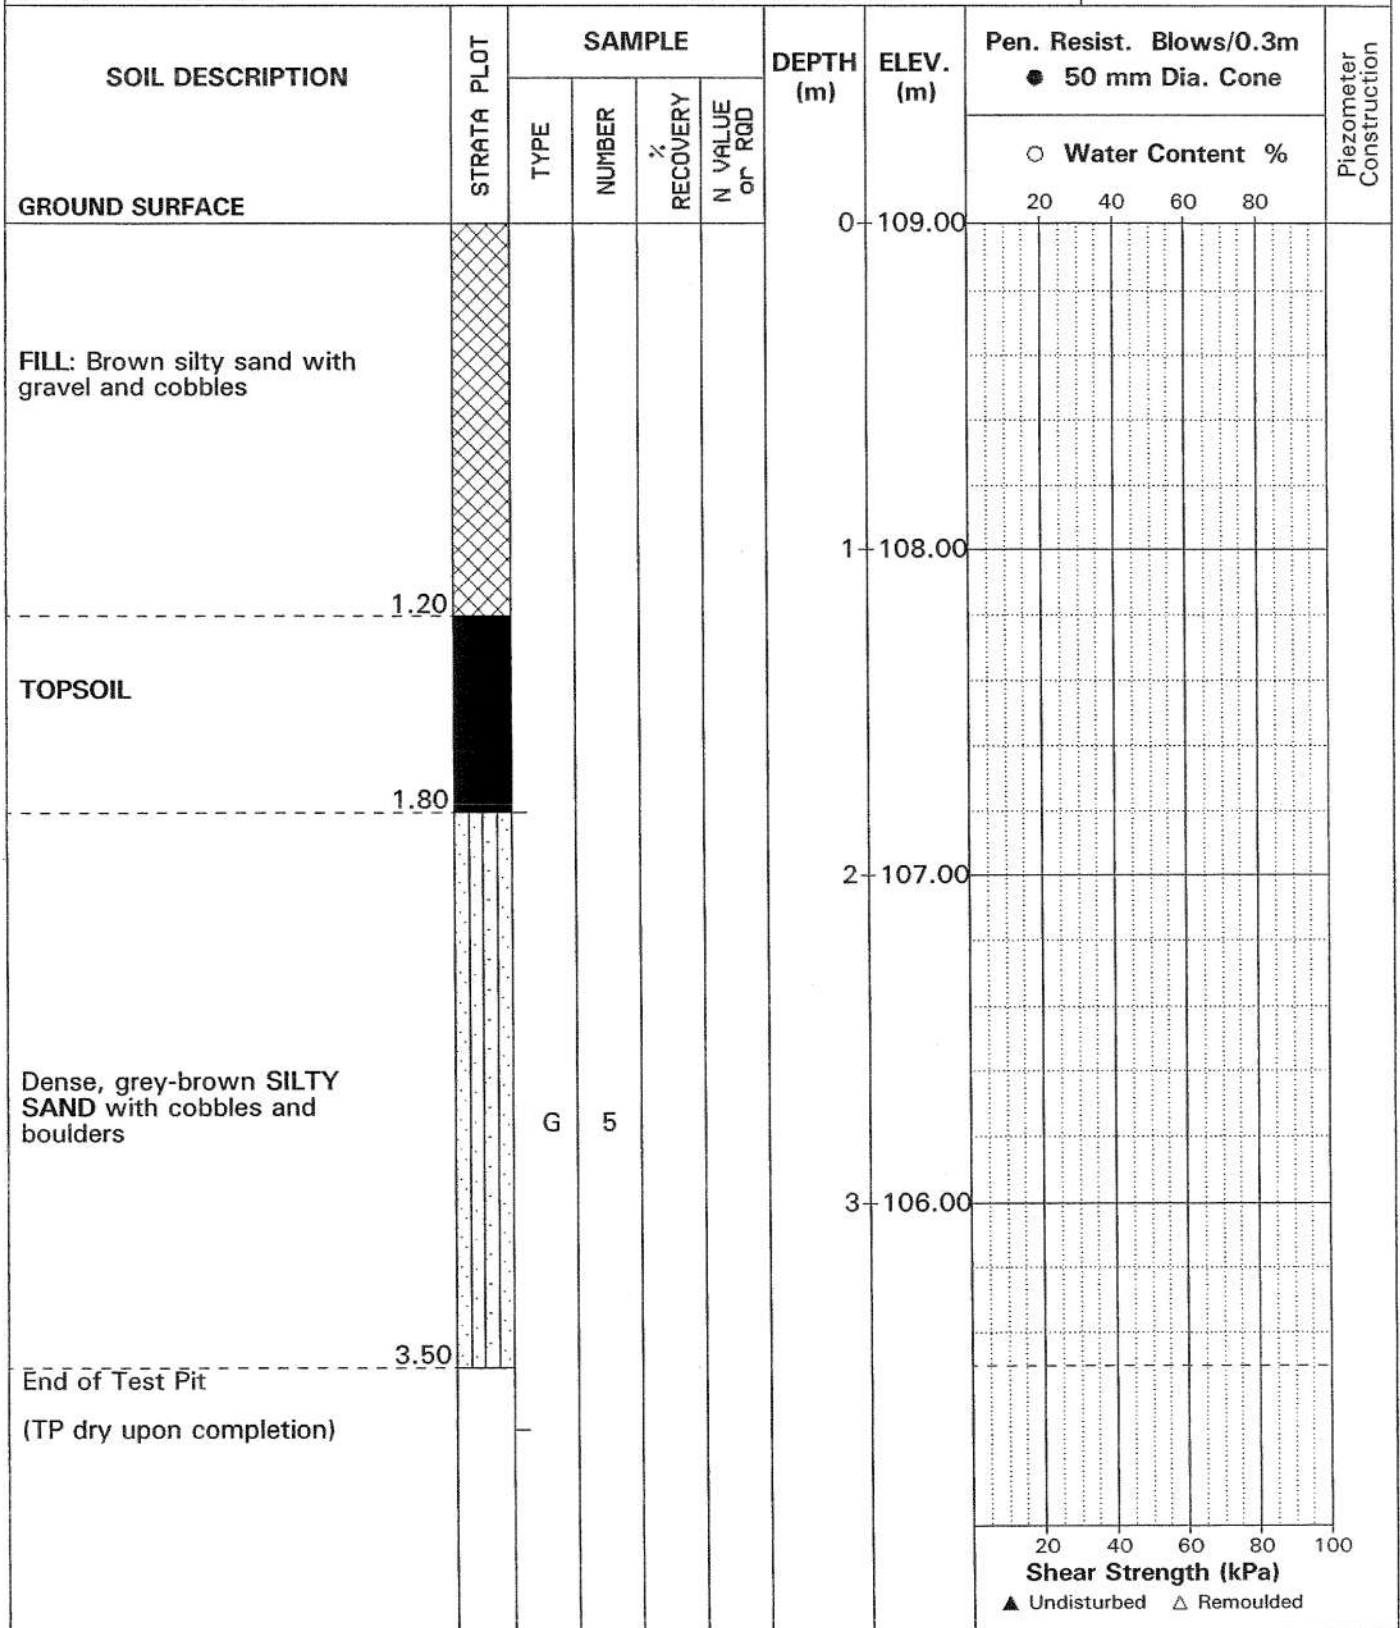 SOIL DESCRIPTION
GROUND SURFACE
STRATA PLOT
SAMPLE
TYPE
NUMBER
%
RECOVERY
N VALUE
or RQD
DEPTH
(m)
ELEV.
(m)
Pen. Resist. Blows/0.3m
● 50 mm Dia. Cone
○ Water Content %
20 40 60 80
Piezometer
Construction
0 109.00
FILL: Brown silty sand with
gravel and cobbles
1 108.00
1.20
TOPSOIL
1.80
2 107.00
Dense, grey-brown SILTY
SAND with cobbles and
boulders
G 5
3 106.00
3.50
End of Test Pit
(TP dry upon completion)
20 40 60 80 100
Shear Strength (kPa)
▲ Undisturbed △ Remoulded